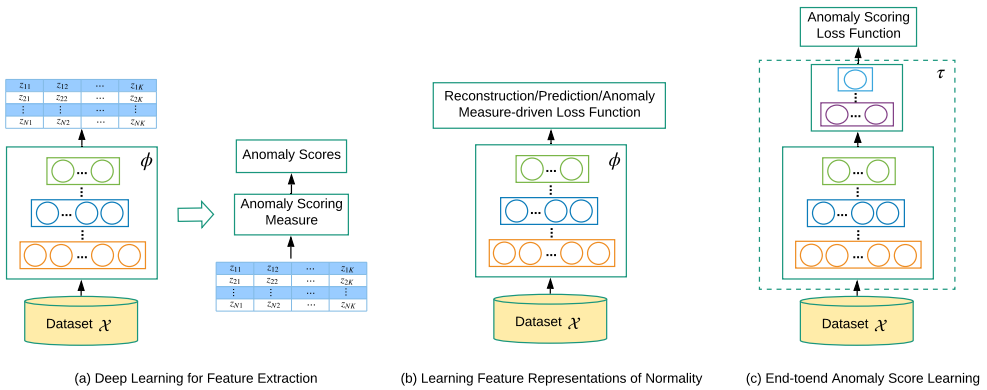 z11 z12 ... z1K
z21 z22 ... z2K
⋮ ⋮ ... ⋮
zN1 zN2 ... zNK
ϕ
... 
...
...
Dataset 𝒳
Anomaly Scores
Anomaly Scoring
Measure
z11 z12 ... z1K
z21 z22 ... z2K
⋮ ⋮ ... ⋮
zN1 zN2 ... zNK
(a) Deep Learning for Feature Extraction
Reconstruction/Prediction/Anomaly
Measure-driven Loss Function
ϕ
...
...
...
Dataset 𝒳
(b) Learning Feature Representations of Normality
Anomaly Scoring
Loss Function
τ
...
...
...
...
Dataset 𝒳
(c) End-toend Anomaly Score Learning